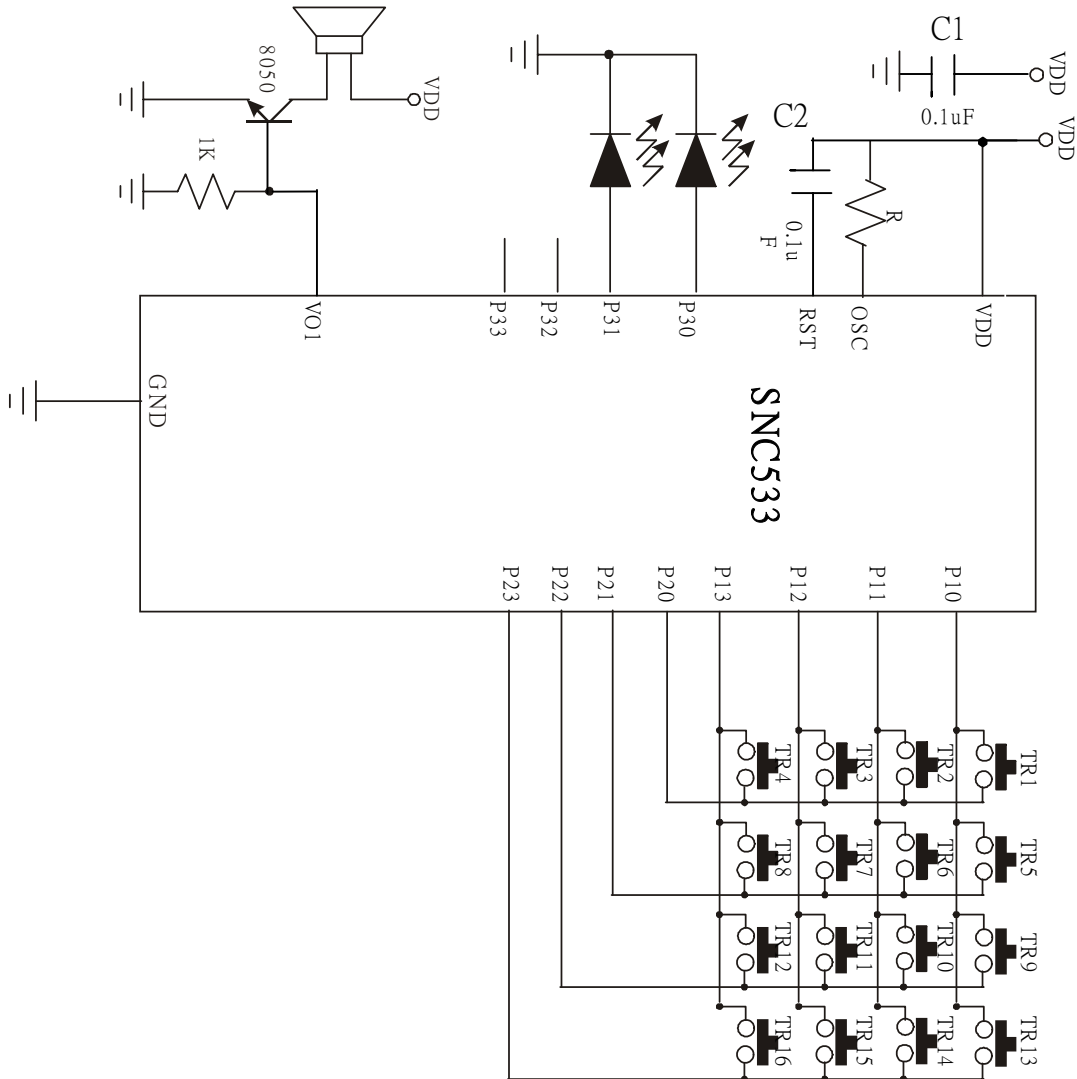 C1
VDD
0.1uF
VDD
C2
8050
VDD
1K
R
0.1u
F
VO1
P33
P32
P31
P30
RST
OSC
VDD
GND
SNC533
P23
P22
P21
P20
P13
P12
P11
P10
TR4
TR3
TR2
TR1
TR8
TR7
TR6
TR5
TR12
TR11
TR10
TR9
TR16
TR15
TR14
TR13